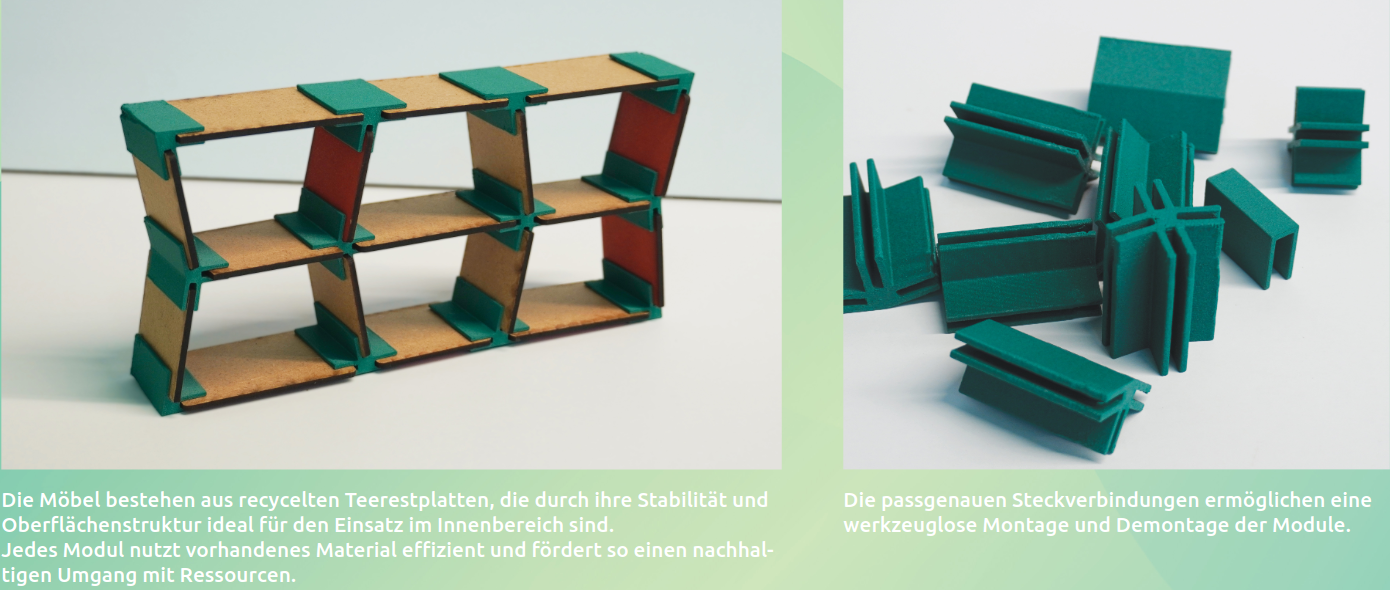 Die Möbel bestehen aus recycelten Teerestplatten, die durch ihre Stabilität und
Oberflächenstruktur ideal für den Einsatz im Innenbereich sind.
Jedes Modul nutzt vorhandenes Material effizient und fördert so einen nachhal-
tigen Umgang mit Ressourcen.
Die passgenauen Steckverbindungen ermöglichen eine
werkzeuglose Montage und Demontage der Module.